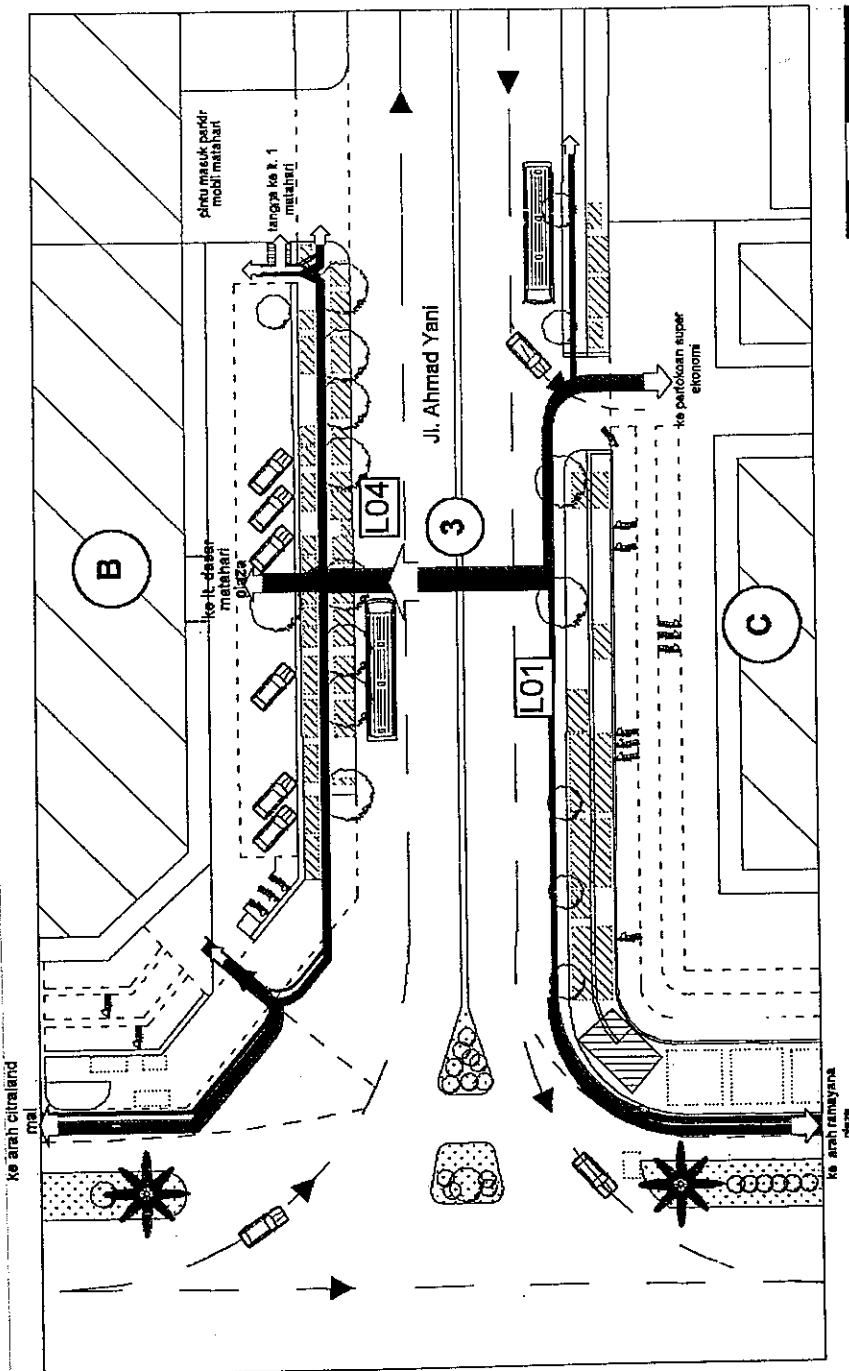 ke arah citraland
mal
B
ke lt. dasar
matahari
plaza
pintu masuk parkir
mobil matahari
tangga ke lt. 1
matahari
L04
3
Jl. Ahmad Yani
L01
ke pertokoan super
ekonomi
C
ke arah ramayana
plaza